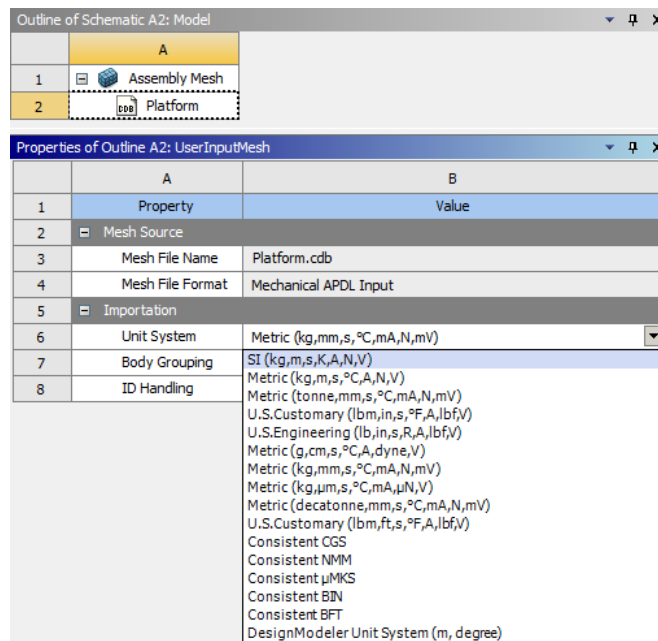 Outline of Schematic A2: Model
A
1 Assembly Mesh
2 CDB Platform
Properties of Outline A2: UserInputMesh
A B
1 Property Value
2 Mesh Source
3 Mesh File Name Platform.cdb
4 Mesh File Format Mechanical APDL Input
5 Importation
6 Unit System Metric (kg,mm,s,°C,mA,N,mV)
7 Body Grouping
8 ID Handling
SI (kg,m,s,K,A,N,V)
Metric (kg,m,s,°C,A,N,V)
Metric (tonne,mm,s,°C,mA,N,mV)
U.S.Customary (lbm,in,s,°F,A,lbf,V)
U.S.Engineering (lb,in,s,R,A,lbf,V)
Metric (g,cm,s,°C,A,dyne,V)
Metric (kg,mm,s,°C,mA,N,mV)
Metric (kg,µm,s,°C,mA,µN,V)
Metric (decatonne,mm,s,°C,mA,N,mV)
U.S.Customary (lbm,ft,s,°F,A,lbf,V)
Consistent CGS
Consistent NMM
Consistent µMKS
Consistent BIN
Consistent BFT
DesignModeler Unit System (m, degree)